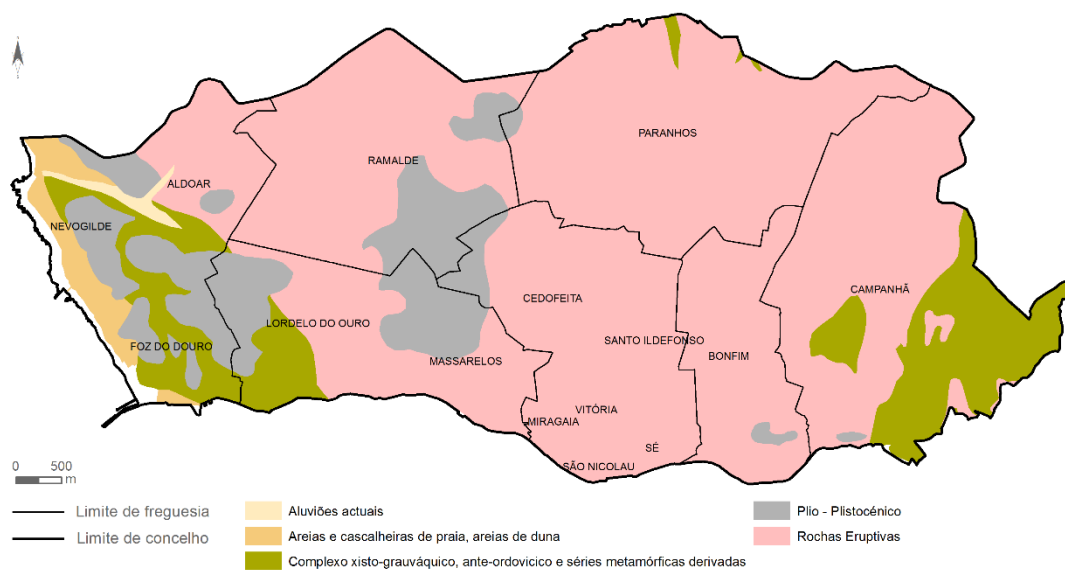 PARANHOS
RAMALDE
ALDOAR
NEVOGILDE
CAMPANHÃ
CEDOFEITA
LORDELO DO OURO
SANTO ILDEFONSO
FOZ DO DOURO
BONFIM
MASSARELOS
VITÓRIA
MIRAGAIA
SÉ
SÃO NICOLAU
0 500
m
Limite de freguesia
Limite de concelho
Aluviões actuais
Areias e cascalheiras de praia, areias de duna
Complexo xisto-grauváquico, ante-ordovicico e séries metamórficas derivadas
Plio - Plistocénico
Rochas Eruptivas